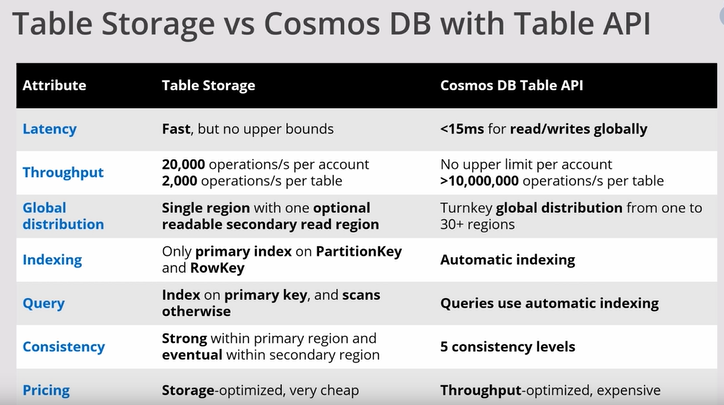 Table Storage vs Cosmos DB with Table API
Attribute Table Storage Cosmos DB Table API
Latency Fast, but no upper bounds <15ms for read/writes globally
Throughput 20,000 operations/s per account No upper limit per account
2,000 operations/s per table >10,000,000 operations/s per table
Global Single region with one optional Turnkey global distribution from one to
distribution readable secondary read region 30+ regions
Indexing Only primary index on PartitionKey Automatic indexing
and RowKey
Query Index on primary key, and scans Queries use automatic indexing
otherwise
Consistency Strong within primary region and 5 consistency levels
eventual within secondary region
Pricing Storage-optimized, very cheap Throughput-optimized, expensive